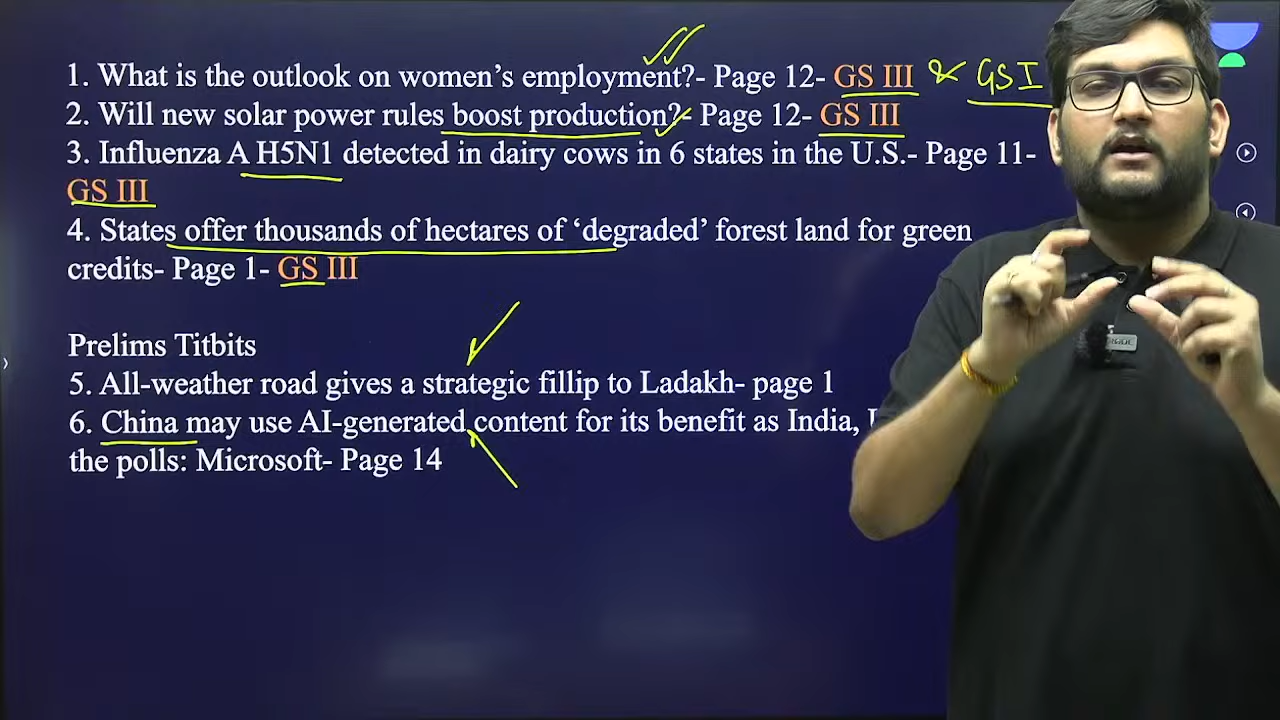 1. What is the outlook on women's employment?- Page 12- GS III & GS I
2. Will new solar power rules boost production?- Page 12- GS III
3. Influenza A H5N1 detected in dairy cows in 6 states in the U.S.- Page 11-
GS III
4. States offer thousands of hectares of ‘degraded’ forest land for green
credits- Page 1- GS III
Prelims Titbits
5. All-weather road gives a strategic fillip to Ladakh- page 1
6. China may use AI-generated content for its benefit as India,
the polls: Microsoft- Page 14